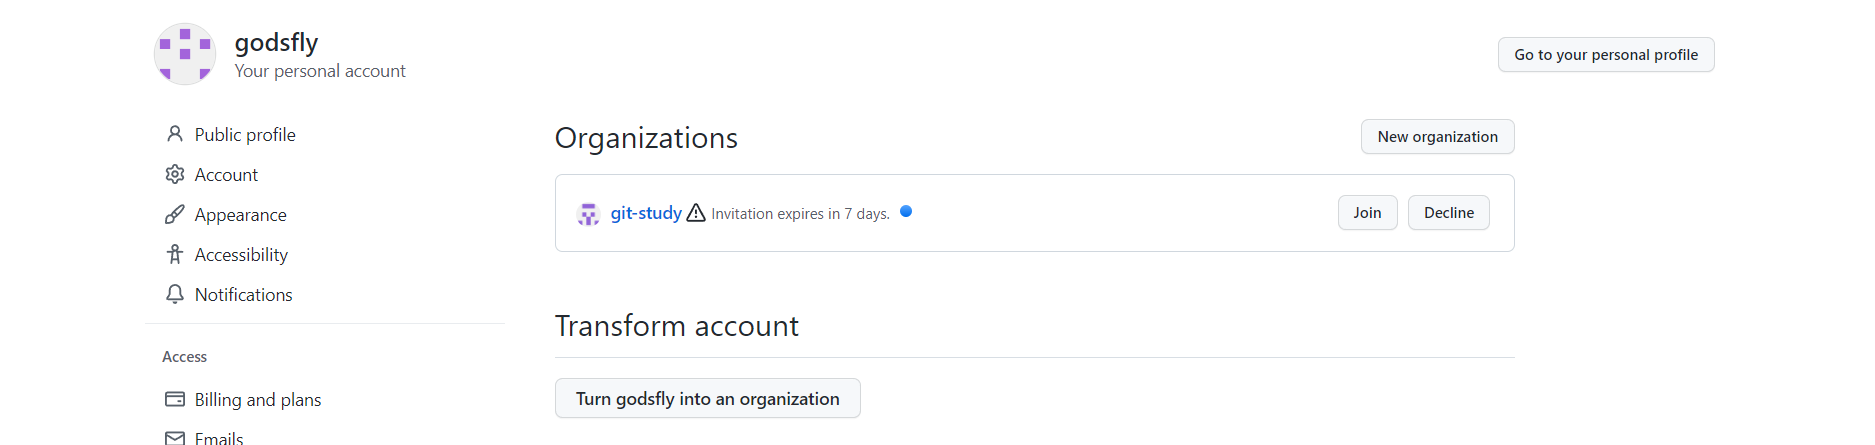 godsfly
Your personal account
Go to your personal profile
Public profile
Account
Appearance
Accessibility
Notifications
Access
Billing and plans
Emails
Organizations
New organization
git-study Invitation expires in 7 days.
Join
Decline
Transform account
Turn godsfly into an organization